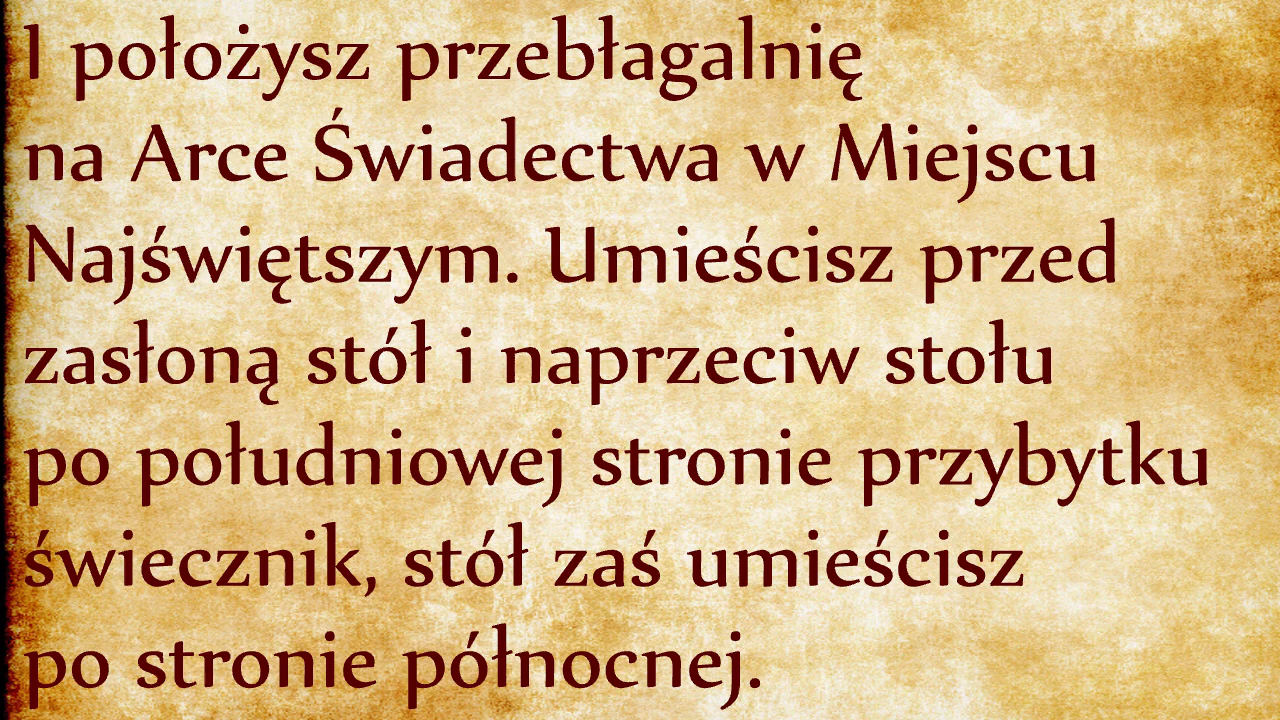 I położysz przebłagalnię
na Arce Świadectwa w Miejscu
Najświętszym. Umieścisz przed
zasłoną stół i naprzeciw stołu
po południowej stronie przybytku
świecznik, stół zaś umieścisz
po stronie północnej.